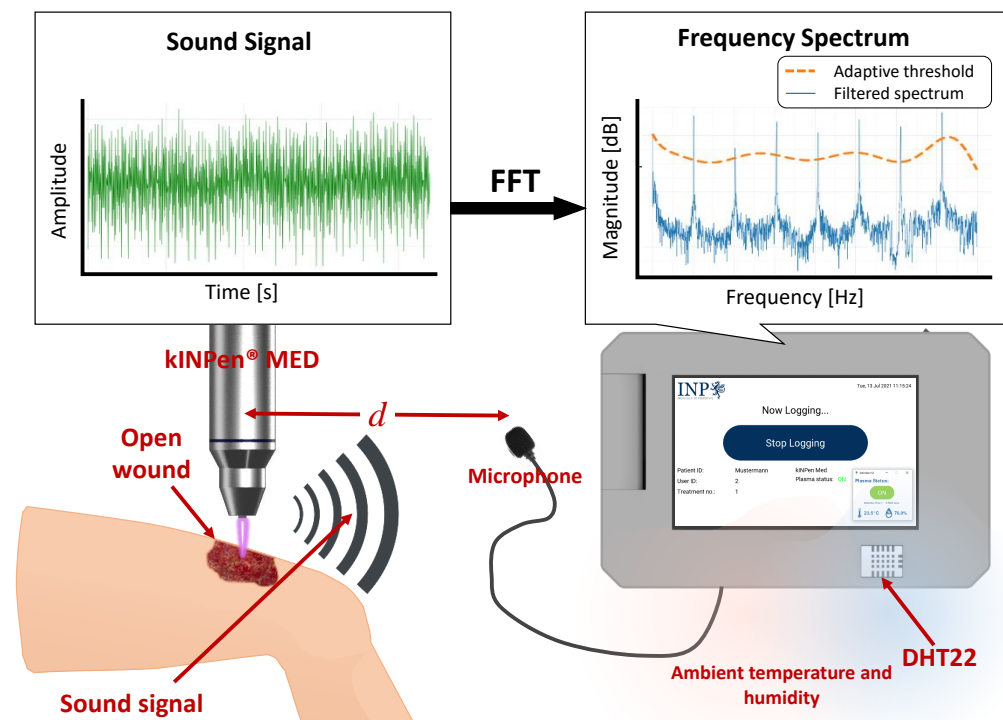 Sound Signal
Amplitude
Time [s]
FFT
Frequency Spectrum
Adaptive threshold
Filtered spectrum
Magnitude [dB]
Frequency [Hz]
kINPen® MED
d
Open
wound
Microphone
Sound signal
INP
Tue, 13 Jul 2021 11:15:24
Now Logging...
Stop Logging
Patient ID: Mustermann kINPen Med
User ID: 2 Plasma status: ON
Treatment no.: 1
Plasma Status:
ON
23.5° C 70.0%
DHT22
Ambient temperature and
humidity